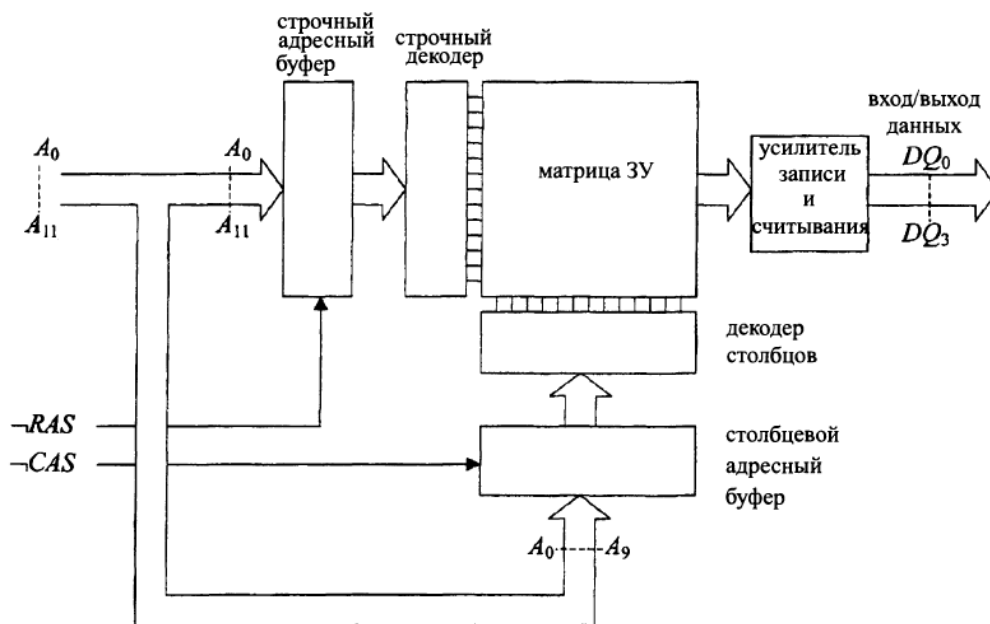 строчный
адресный
буфер
строчный
декодер
матрица ЗУ
вход/выход
данных
усилитель
записи
и
считывания
DQ₀
DQ₃
A₀
A₁₁
A₀
A₁₁
декодер
столбцов
¬RAS
¬CAS
столбцевой
адресный
буфер
A₀
A₉